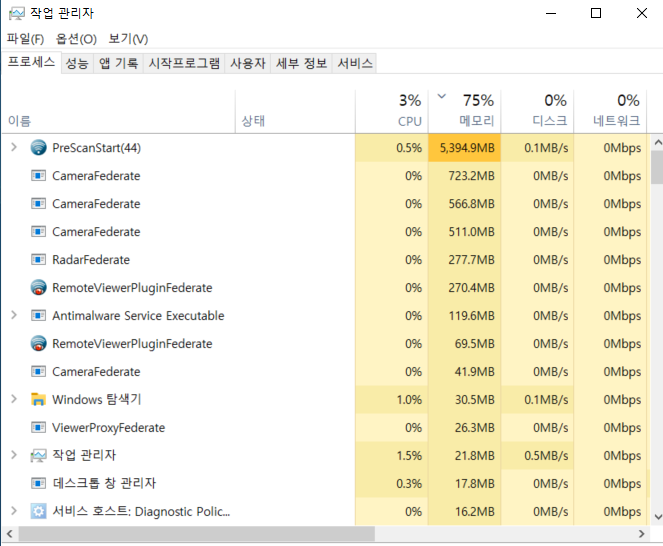 작업 관리자
파일(F) 옵션(O) 보기(V)
프로세스 성능 앱 기록 시작프로그램 사용자 세부 정보 서비스
3% 75% 0% 0%
이름 상태 CPU 메모리 디스크 네트워크
PreScanStart(44) 0.5% 5,394.9MB 0.1MB/s 0Mbps
CameraFederate 0% 723.2MB 0MB/s 0Mbps
CameraFederate 0% 566.8MB 0MB/s 0Mbps
CameraFederate 0% 511.0MB 0MB/s 0Mbps
RadarFederate 0% 277.7MB 0MB/s 0Mbps
RemoteViewerPluginFederate 0% 270.4MB 0MB/s 0Mbps
Antimalware Service Executable 0% 119.6MB 0MB/s 0Mbps
RemoteViewerPluginFederate 0% 69.5MB 0MB/s 0Mbps
CameraFederate 0% 41.9MB 0MB/s 0Mbps
Windows 탐색기 1.0% 30.5MB 0.1MB/s 0Mbps
ViewerProxyFederate 0% 26.3MB 0MB/s 0Mbps
작업 관리자 1.5% 21.8MB 0.5MB/s 0Mbps
데스크톱 창 관리자 0.3% 17.8MB 0MB/s 0Mbps
서비스 호스트: Diagnostic Polic... 0% 16.2MB 0MB/s 0Mbps